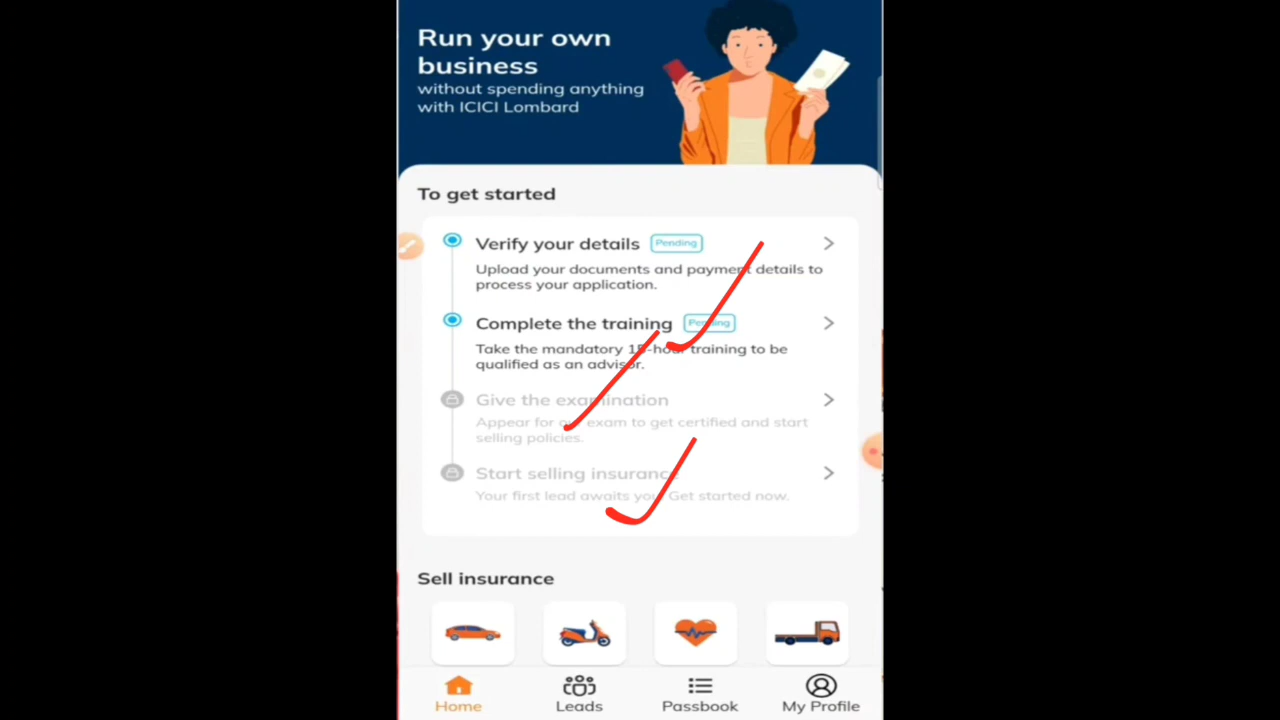 Run your own
business
without spending anything
with ICICI Lombard
To get started
Verify your details Pending
Upload your documents and payment details to
process your application.
Complete the training Pending
Take the mandatory 15-hour training to be
qualified as an advisor.
Give the examination
Appear for our exam to get certified and start
selling policies.
Start selling insurance
Your first lead awaits you. Get started now.
Sell insurance
Home Leads Passbook My Profile